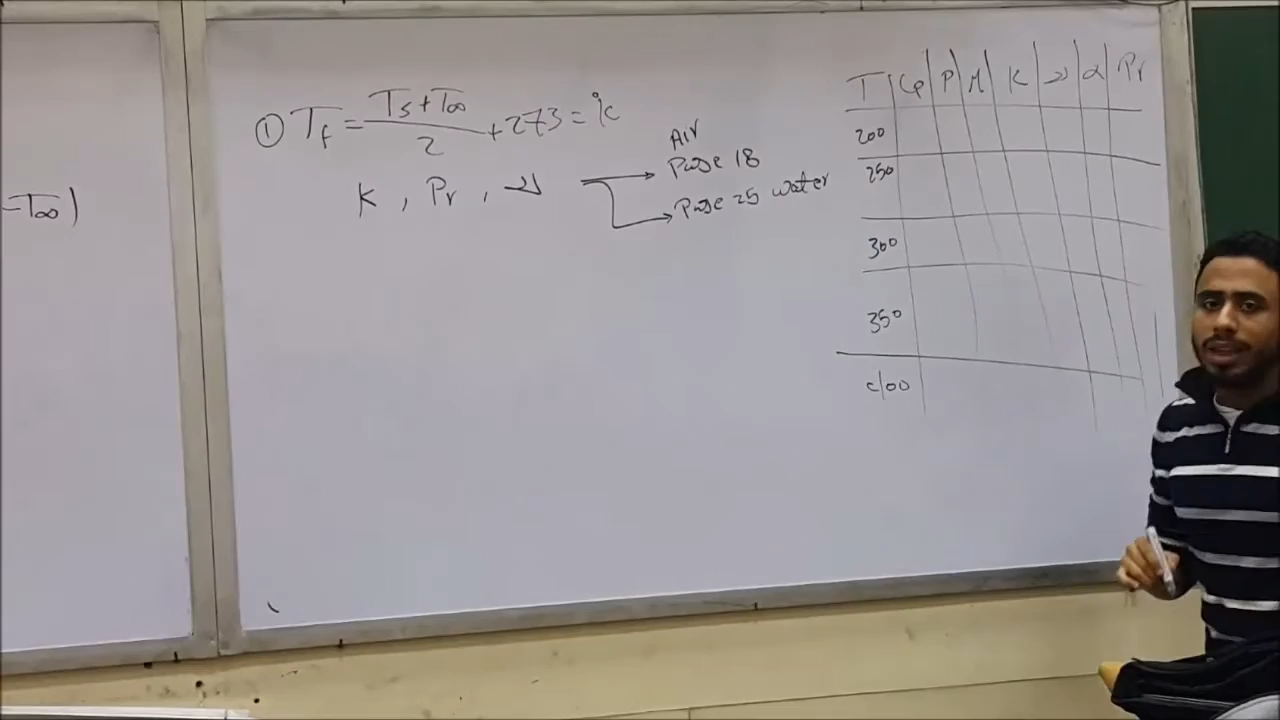 = T∞)
① Tf = (Ts + T∞)/2 + 273 = °K
K , Pr , ν
Air
Page 18
Page 25 water
T | Cp | ρ | μ | K | ν | α | Pr
200
250
300
350
400